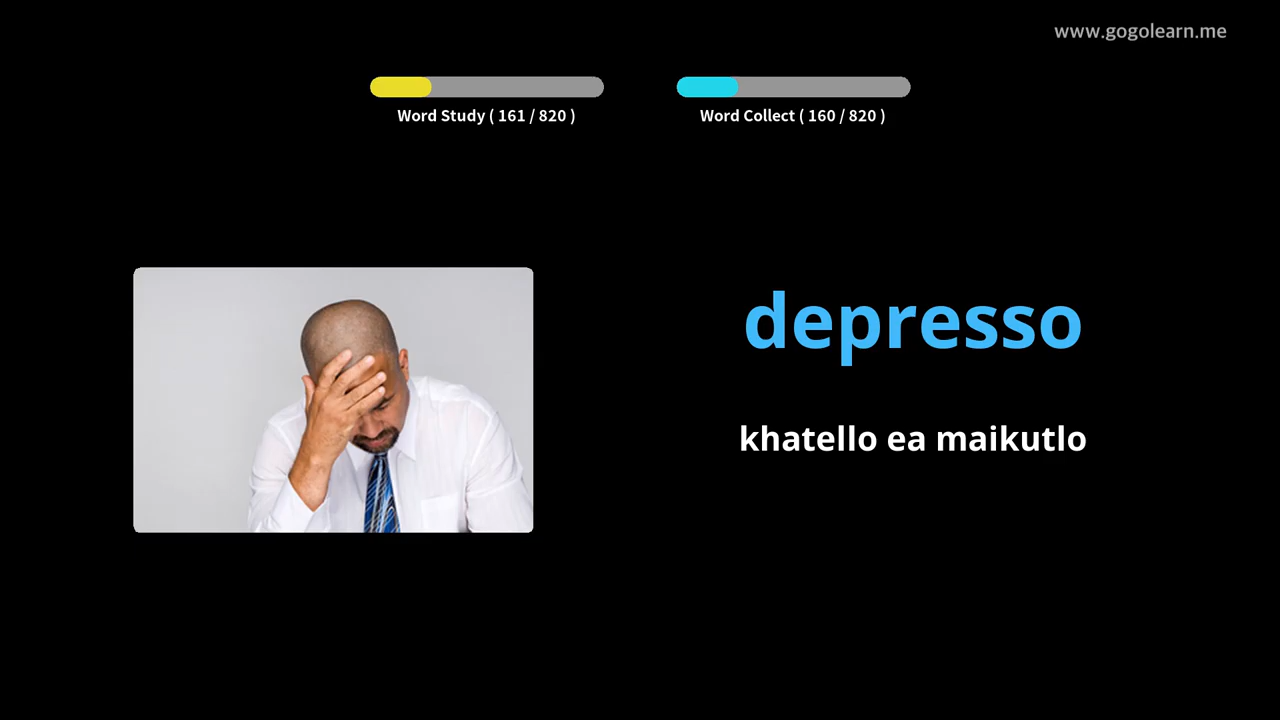 www.gogolearn.me
Word Study ( 161 / 820 )
Word Collect ( 160 / 820 )
depresso
khatello ea maikutlo